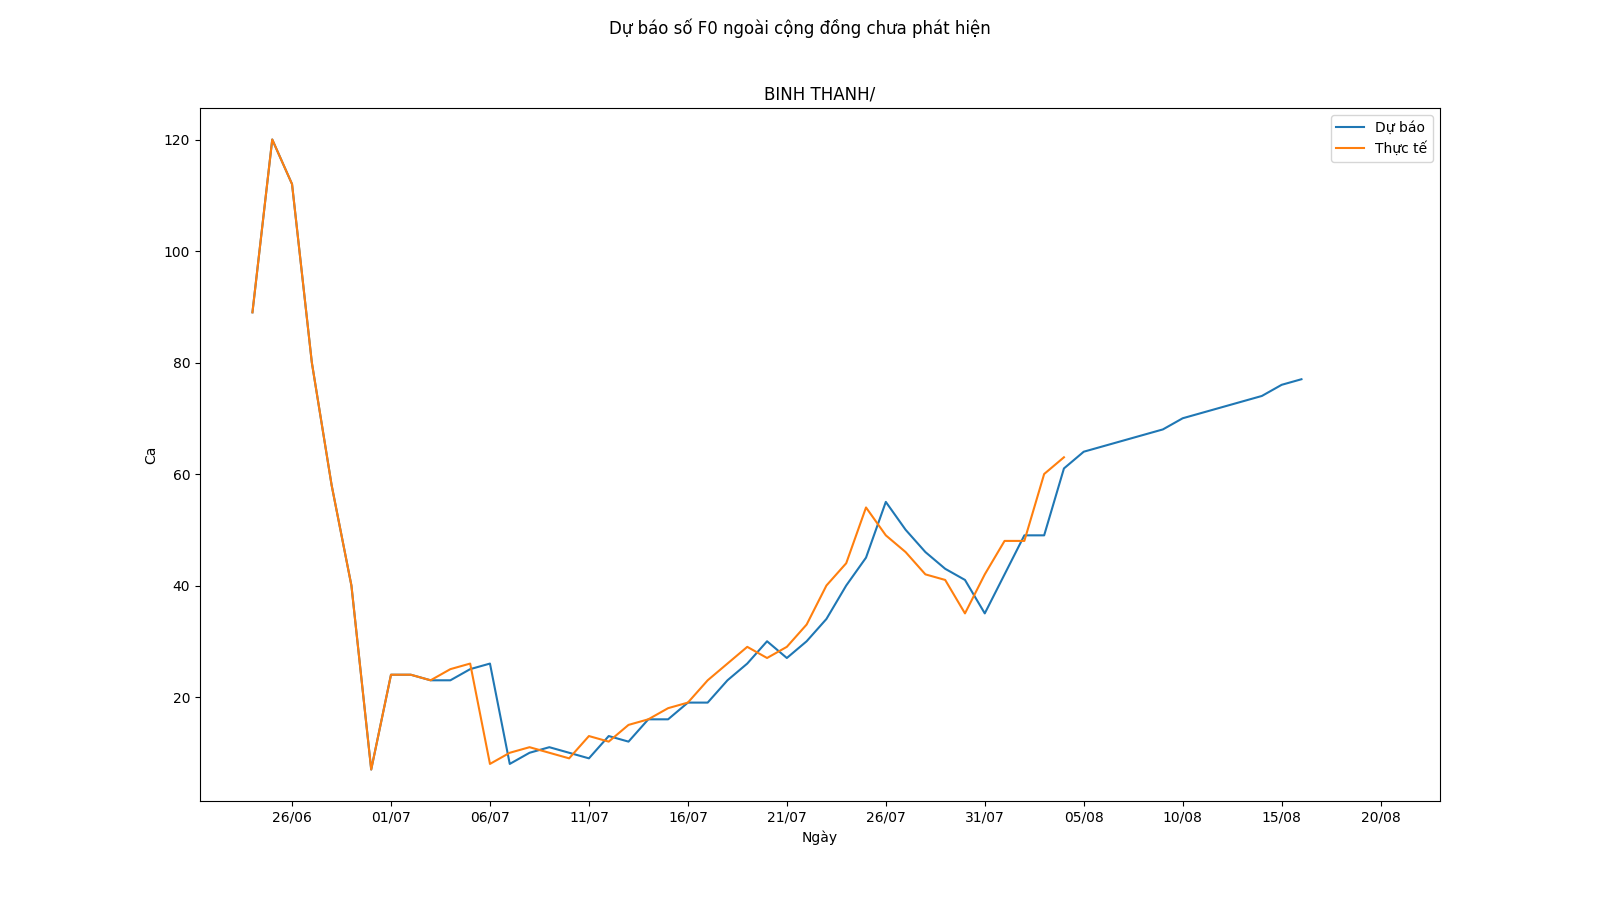 Dự báo số F0 ngoài cộng đồng chưa phát hiện
BINH THANH/
Dự báo
Thực tế
120
100
80
60
40
20
Ca
26/06 01/07 06/07 11/07 16/07 21/07 26/07 31/07 05/08 10/08 15/08 20/08
Ngày